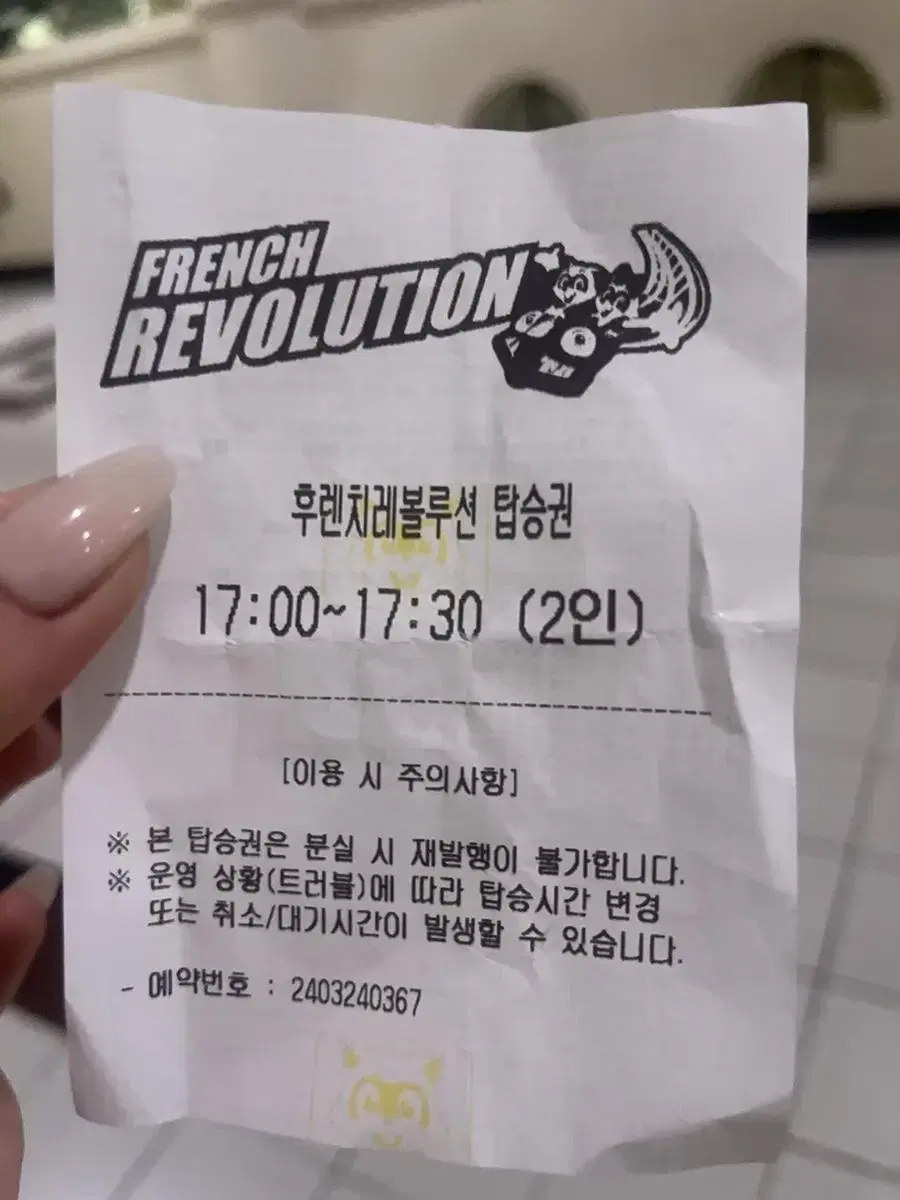 FRENCH
REVOLUTION
후렌치레볼루션 탑승권
17:00~17:30 (2인)
[이용 시 주의사항]
※ 본 탑승권은 분실 시 재발행이 불가합니다.
※ 운영 상황(트러블)에 따라 탑승시간 변경
또는 취소/대기시간이 발생할 수 있습니다.
- 예약번호 : 2403240367